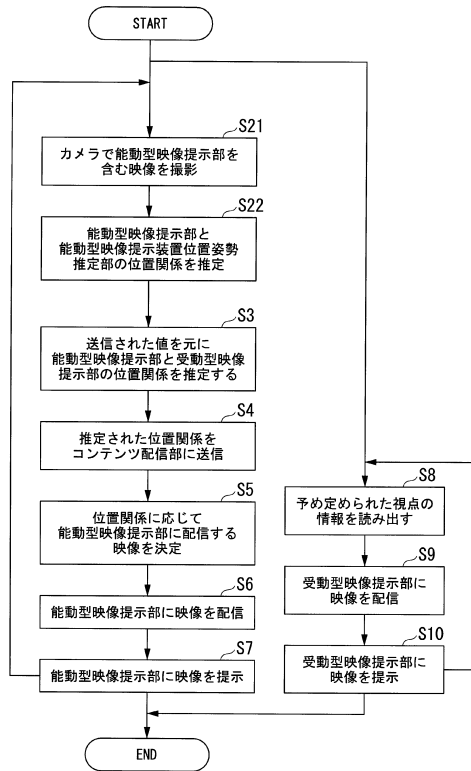 START
S21
カメラで能動型映像提示部を
含む映像を撮影
S22
能動型映像提示部と
能動型映像提示装置位置姿勢
推定部の位置関係を推定
S3
送信された値を元に
能動型映像提示部と受動型映像
提示部の位置関係を推定する
S4
推定された位置関係を
コンテンツ配信部に送信
S5
位置関係に応じて
能動型映像提示部に配信する
映像を決定
S6
能動型映像提示部に映像を配信
S7
能動型映像提示部に映像を提示
S8
予め定められた視点の
情報を読み出す
S9
受動型映像提示部に
映像を配信
S10
受動型映像提示部に
映像を提示
END